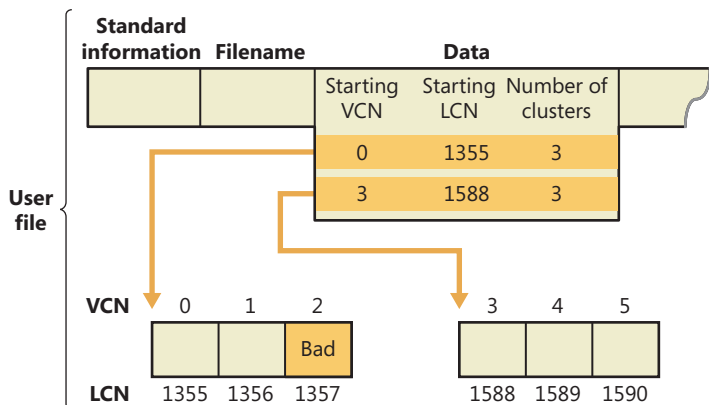 Standard
information Filename Data
Starting Starting Number of
VCN LCN clusters
0 1355 3
3 1588 3
User
file
VCN 0 1 2 3 4 5
Bad
LCN 1355 1356 1357 1588 1589 1590